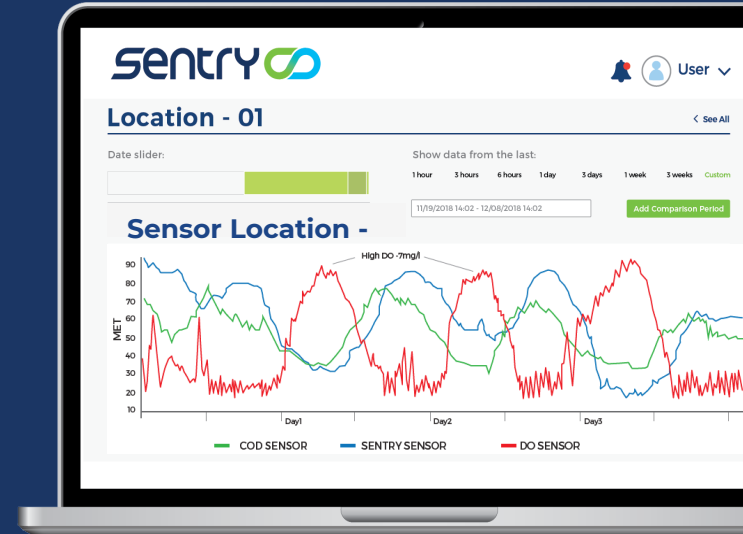 sentry
User
Location - 01
See All
Date slider:
Show data from the last:
1 hour 3 hours 6 hours 1 day 3 days 1 week 3 weeks Custom
11/19/2018 14:02 - 12/08/2018 14:02
Add Comparison Period
Sensor Location -
High DO -7mg/l
90
80
70
60
50
40
30
20
10
MET
Day1 Day2 Day3
COD SENSOR SENTRY SENSOR DO SENSOR